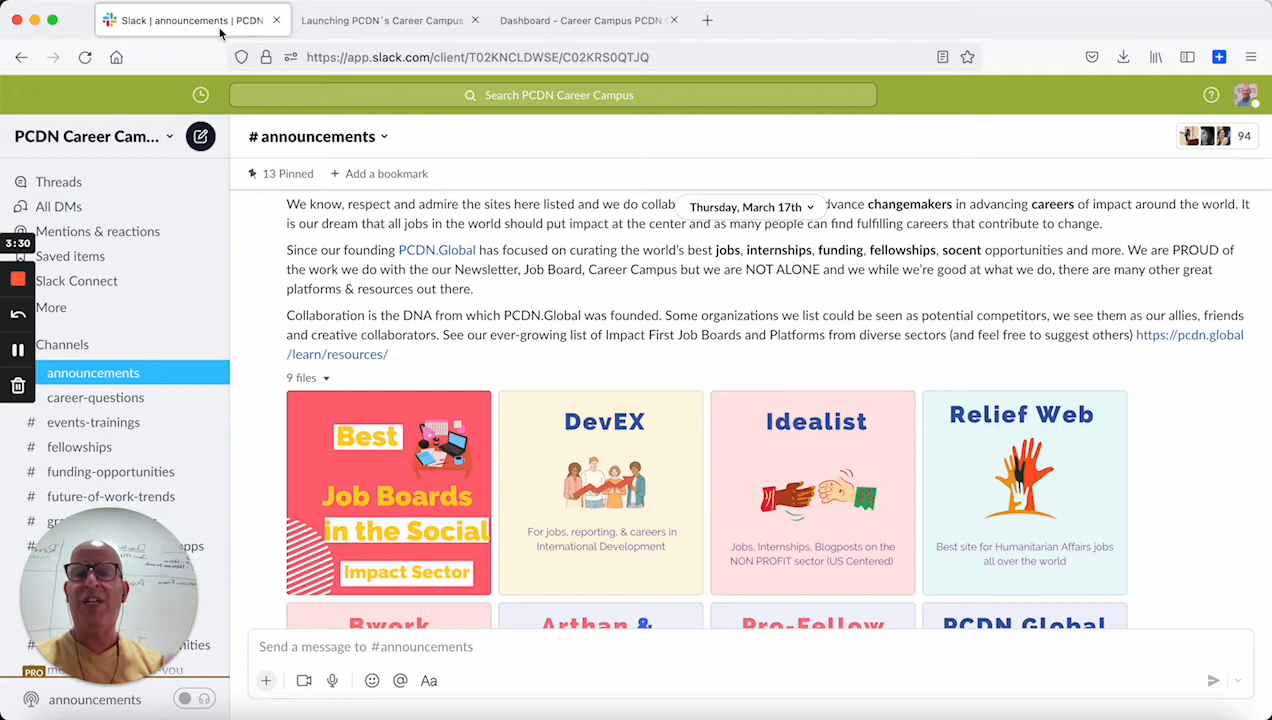 Slack | announcements | PCDN
Launching PCDN´s Career Campus
Dashboard - Career Campus PCDN
https://app.slack.com/client/T02KNCLDWSE/C02KRS0QTJQ
Search PCDN Career Campus
PCDN Career Cam...
# announcements
94
13 Pinned
Add a bookmark
Threads
All DMs
Mentions & reactions
Saved items
Slack Connect
More
Channels
announcements
career-questions
# events-trainings
# fellowships
# funding-opportunities
# future-of-work-trends
apps
announcements
3:30
PRO
Thursday, March 17th
We know, respect and admire the sites here listed and we do collab
dvance changemakers in advancing careers of impact around the world. It
is our dream that all jobs in the world should put impact at the center and as many people can find fulfilling careers that contribute to change.
Since our founding PCDN.Global has focused on curating the world's best jobs, internships, funding, fellowships, socent opportunities and more. We are PROUD of
the work we do with the our Newsletter, Job Board, Career Campus but we are NOT ALONE and we while we're good at what we do, there are many other great
platforms & resources out there.
Collaboration is the DNA from which PCDN.Global was founded. Some organizations we list could be seen as potential competitors, we see them as our allies, friends
and creative collaborators. See our ever-growing list of Impact First Job Boards and Platforms from diverse sectors (and feel free to suggest others) https://pcdn.global
/learn/resources/
9 files
Best
Job Boards
in the Social
Impact Sector
DevEX
For jobs, reporting, & careers in
International Development
Idealist
Jobs, Internships, Blogposts on the
NON PROFIT sector (US Centered)
Relief Web
Best site for Humanitarian Affairs jobs
all over the world
Bwork
Arthan &
Pro-Fellow
PCDN Global
Send a message to #announcements
Aa